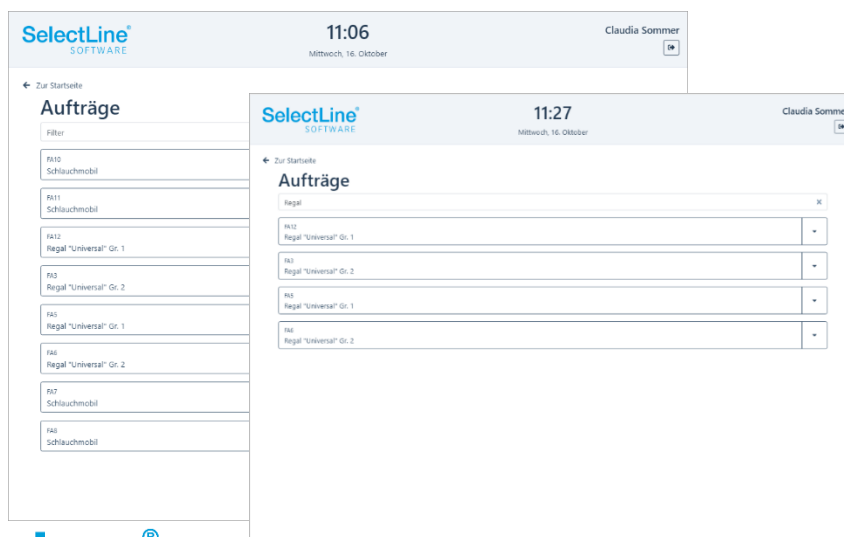 SelectLine®
SOFTWARE
11:06
Mittwoch, 16. Oktober
Claudia Sommer
Zur Startseite
Aufträge
Filter
FA10
Schlauchmobil
FA11
Schlauchmobil
FA12
Regal "Universal" Gr. 1
FA3
Regal "Universal" Gr. 2
FA5
Regal "Universal" Gr. 1
FA6
Regal "Universal" Gr. 2
FA7
Schlauchmobil
FA8
Schlauchmobil
SelectLine®
SOFTWARE
11:27
Mittwoch, 16. Oktober
Claudia Somme
Zur Startseite
Aufträge
Regal
FA12
Regal "Universal" Gr. 1
FA3
Regal "Universal" Gr. 2
FA5
Regal "Universal" Gr. 1
FA6
Regal "Universal" Gr. 2
®